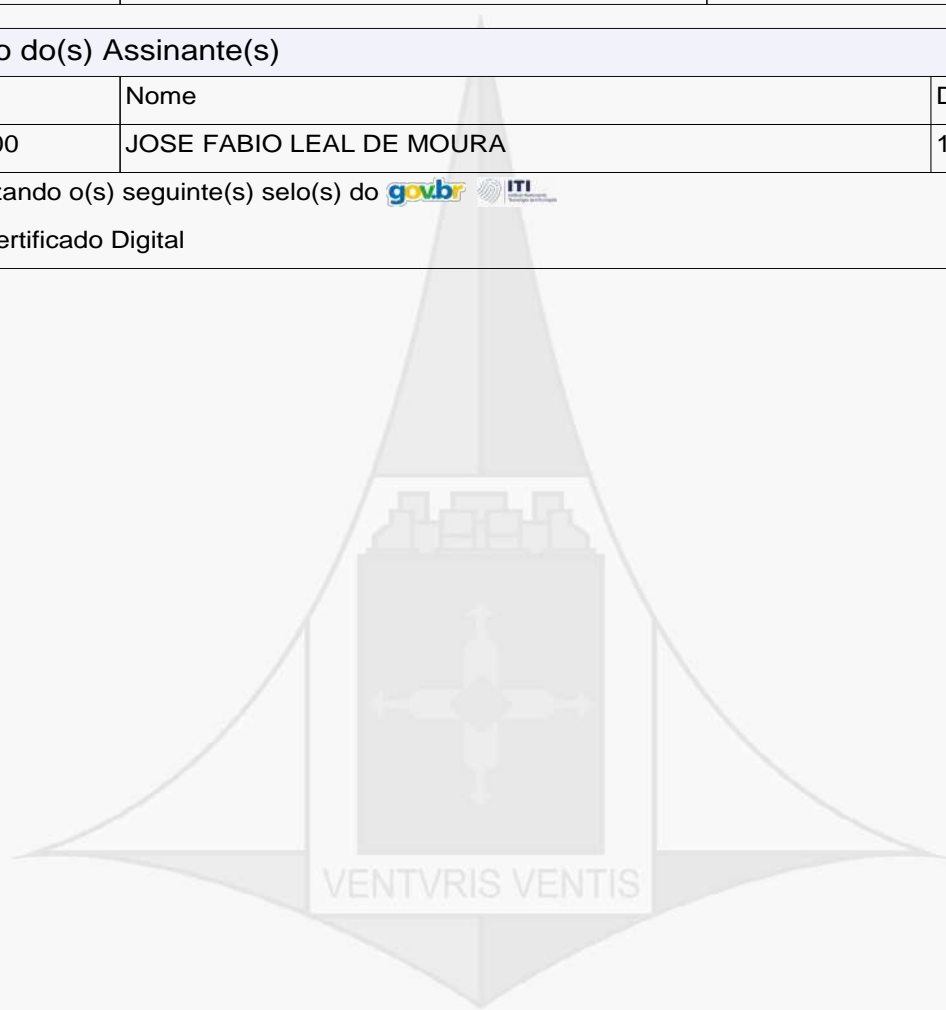 o do(s) Assinante(s)
Nome D
00 JOSE FABIO LEAL DE MOURA 1
zando o(s) seguinte(s) selo(s) do gov.br ITI
ertificado Digital
VENTVRIS VENTIS